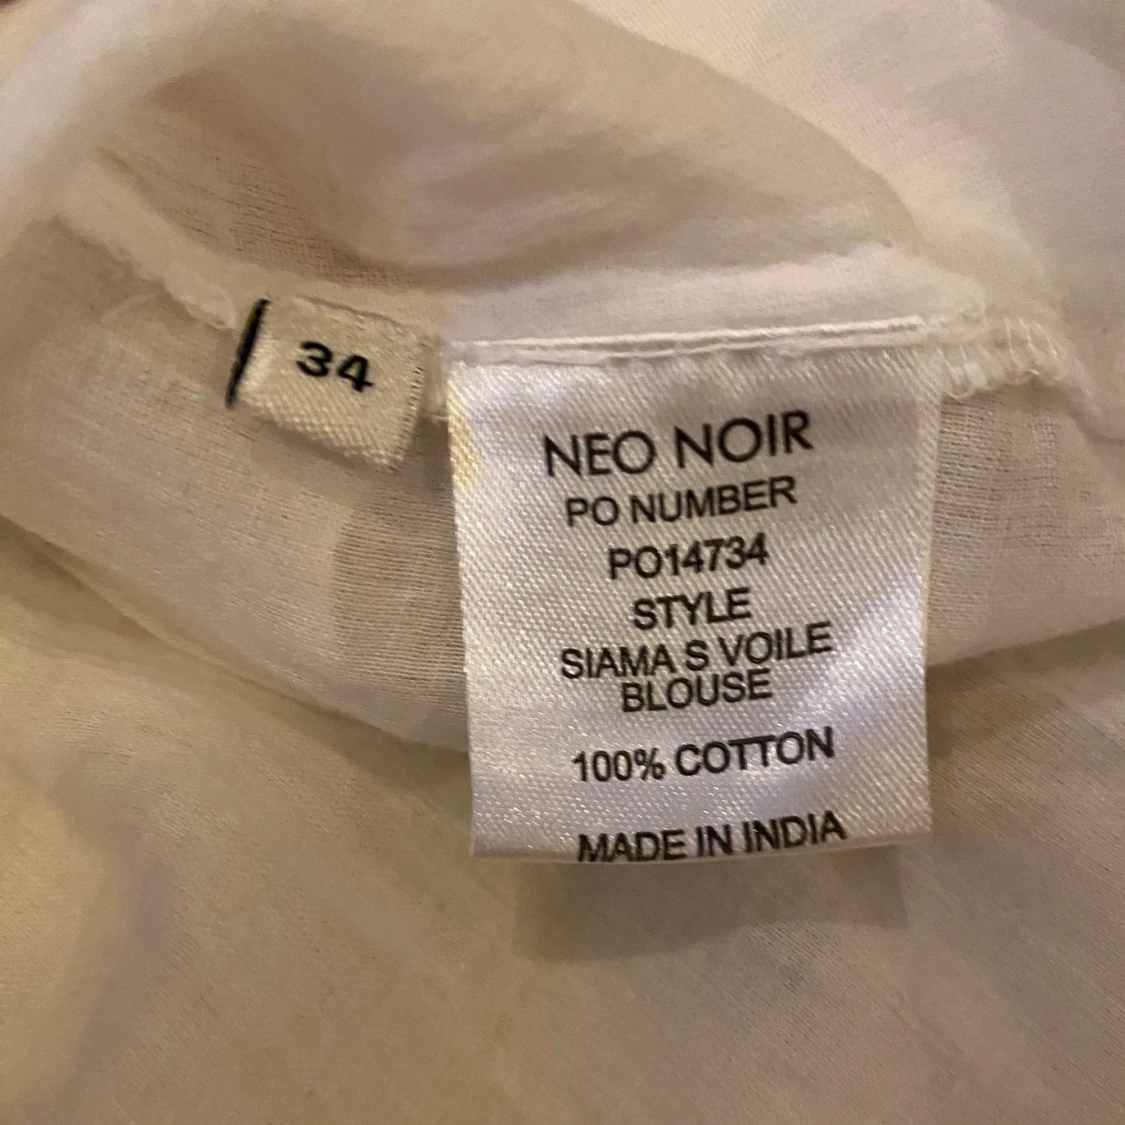 34
NEO NOIR
PO NUMBER
PO14734
STYLE
SIAMA S VOILE
BLOUSE
100% COTTON
MADE IN INDIA